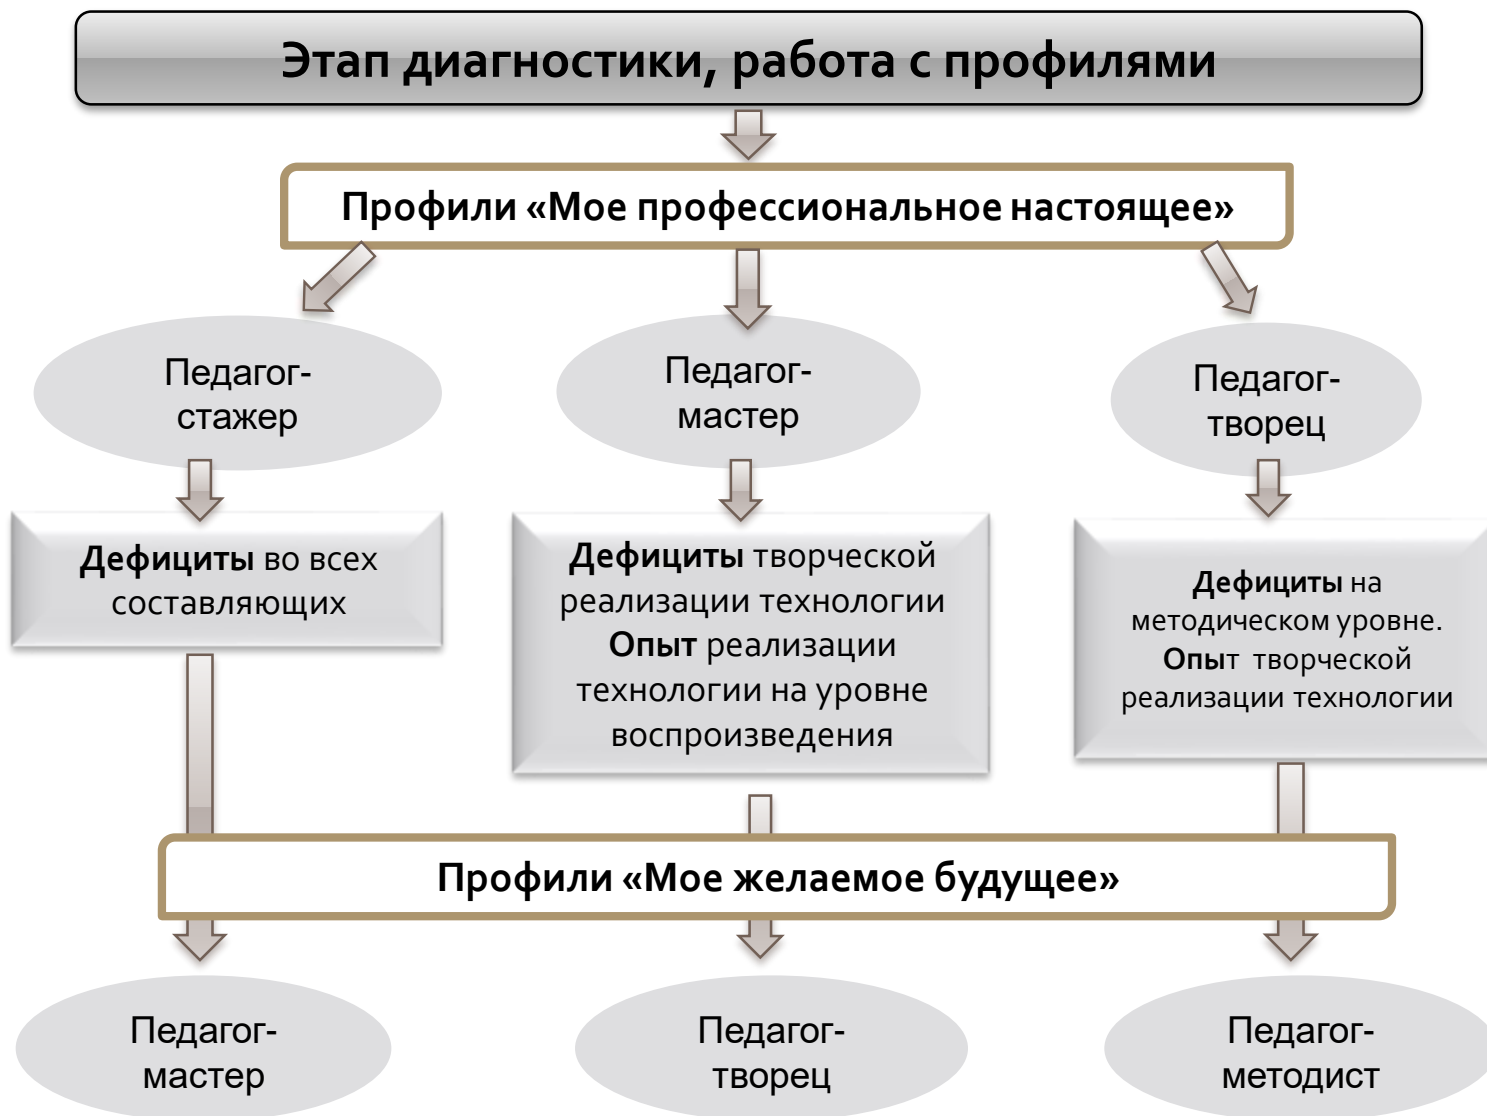 Этап диагностики, работа с профилями
Профили «Мое профессиональное настоящее»
Педагог-
стажер
Педагог-
мастер
Педагог-
творец
Дефициты во всех
составляющих
Дефициты творческой
реализации технологии
Опыт реализации
технологии на уровне
воспроизведения
Дефициты на
методическом уровне.
Опыт творческой
реализации технологии
Профили «Мое желаемое будущее»
Педагог-
мастер
Педагог-
творец
Педагог-
методист